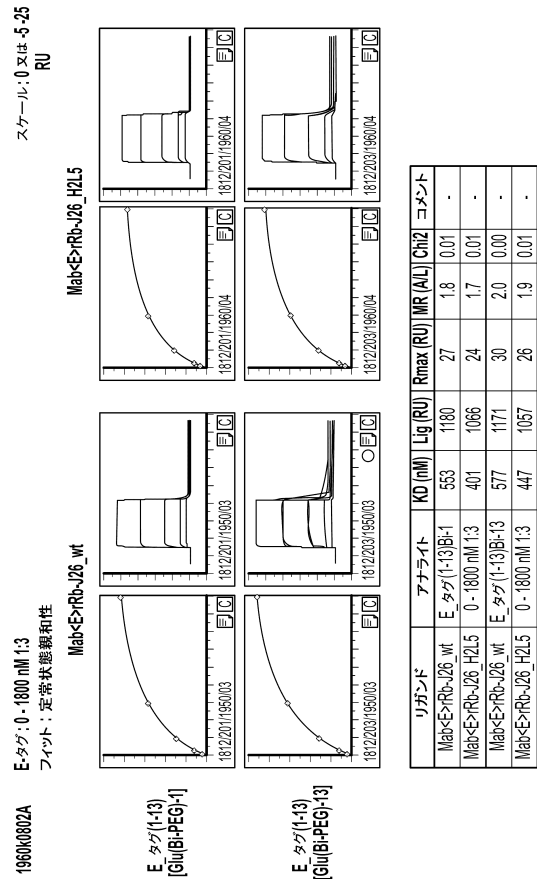 1960k0802A
E-タグ: 0 - 1800 nM 1:3
フィット：定常状態親和性
スケール: 0 又は -5 -25
RU
Mab<E>rRb-J26_wt
Mab<E>rRb-J26_H2L5
E_タグ(1-13)
[Glu(Bi-PEG)-1]
1812/201/1950/03
1812/201/1950/03
1812/201/1960/04
1812/201/1960/04
E_タグ(1-13)
[Glu(Bi-PEG)-13]
1812/203/1950/03
1812/203/1950/03
1812/203/1960/04
1812/203/1960/04
リガンド アナライト KD (nM) Lig (RU) Rmax (RU) MR (A/L) Chi2 コメント
Mab<E>rRb-J26_wt E_タグ(1-13)Bi-1 553 1180 27 1.8 0.01 -
Mab<E>rRb-J26_H2L5 0 - 1800 nM 1:3 401 1066 24 1.7 0.01 -
Mab<E>rRb-J26_wt E_タグ(1-13)Bi-13 577 1171 30 2.0 0.00 -
Mab<E>rRb-J26_H2L5 0 - 1800 nM 1:3 447 1057 26 1.9 0.01 -